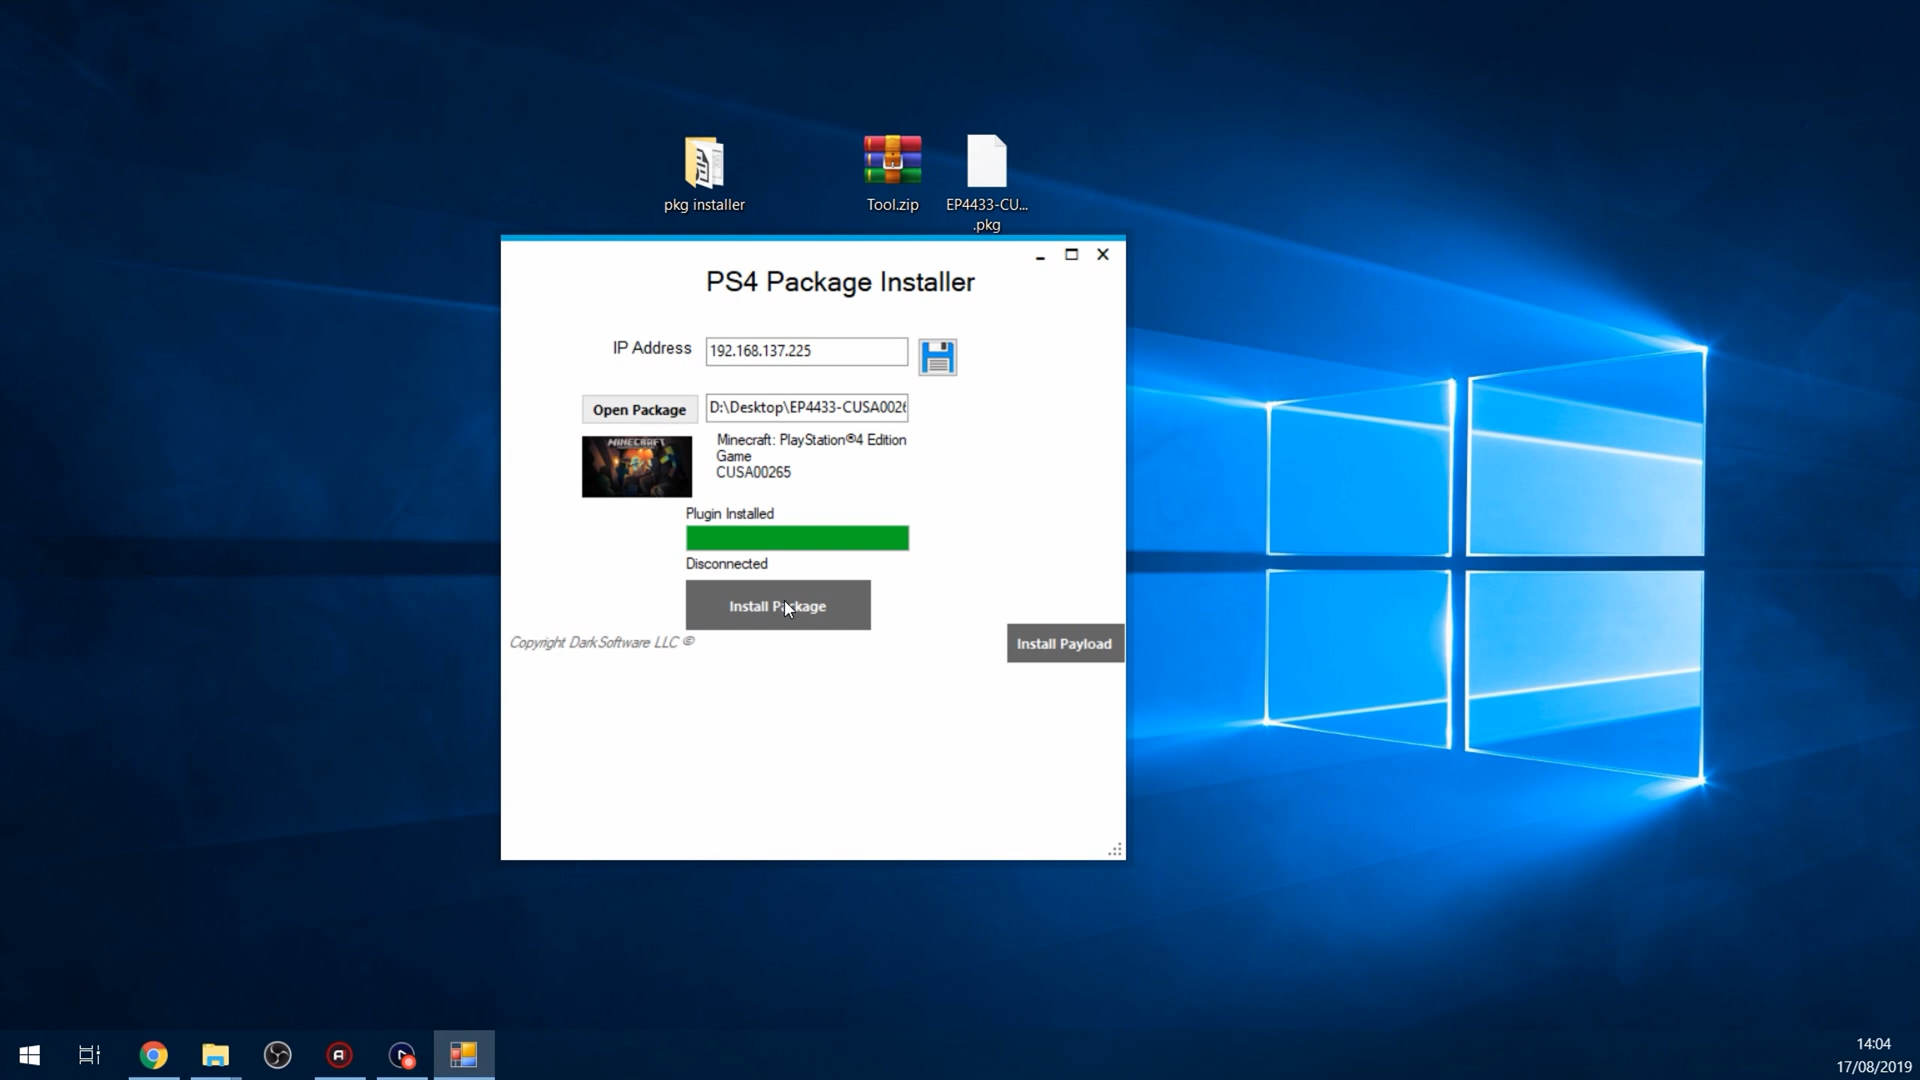 pkg installer
Tool.zip
EP4433-CU...
.pkg
PS4 Package Installer
IP Address
192.168.137.225
Open Package
D:\Desktop\EP4433-CUSA0026
MINECRAFT
Minecraft: PlayStation®4 Edition
Game
CUSA00265
Plugin Installed
Disconnected
Install Package
Copyright DarkSoftware LLC ©
Install Payload
14:04
17/08/2019